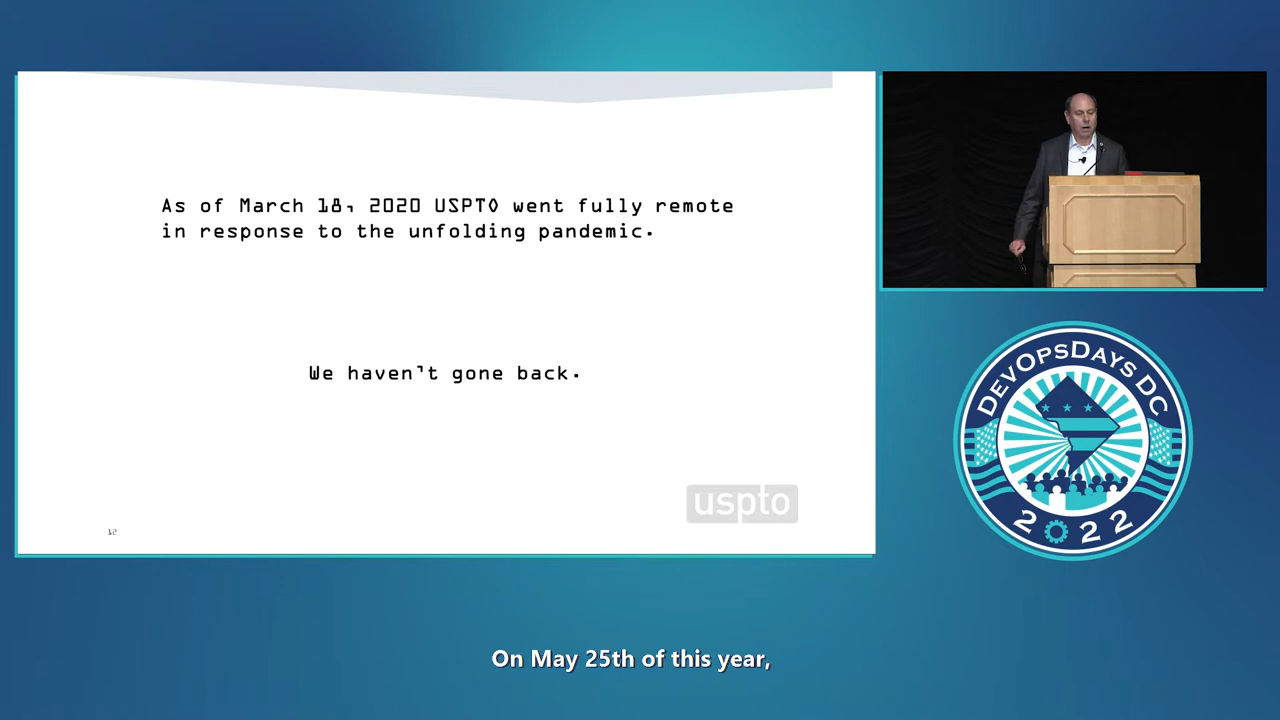 As of March 18, 2020 USPTO went fully remote
in response to the unfolding pandemic.
We haven't gone back.
uspto
12
DevOpsDays DC
2022
On May 25th of this year,